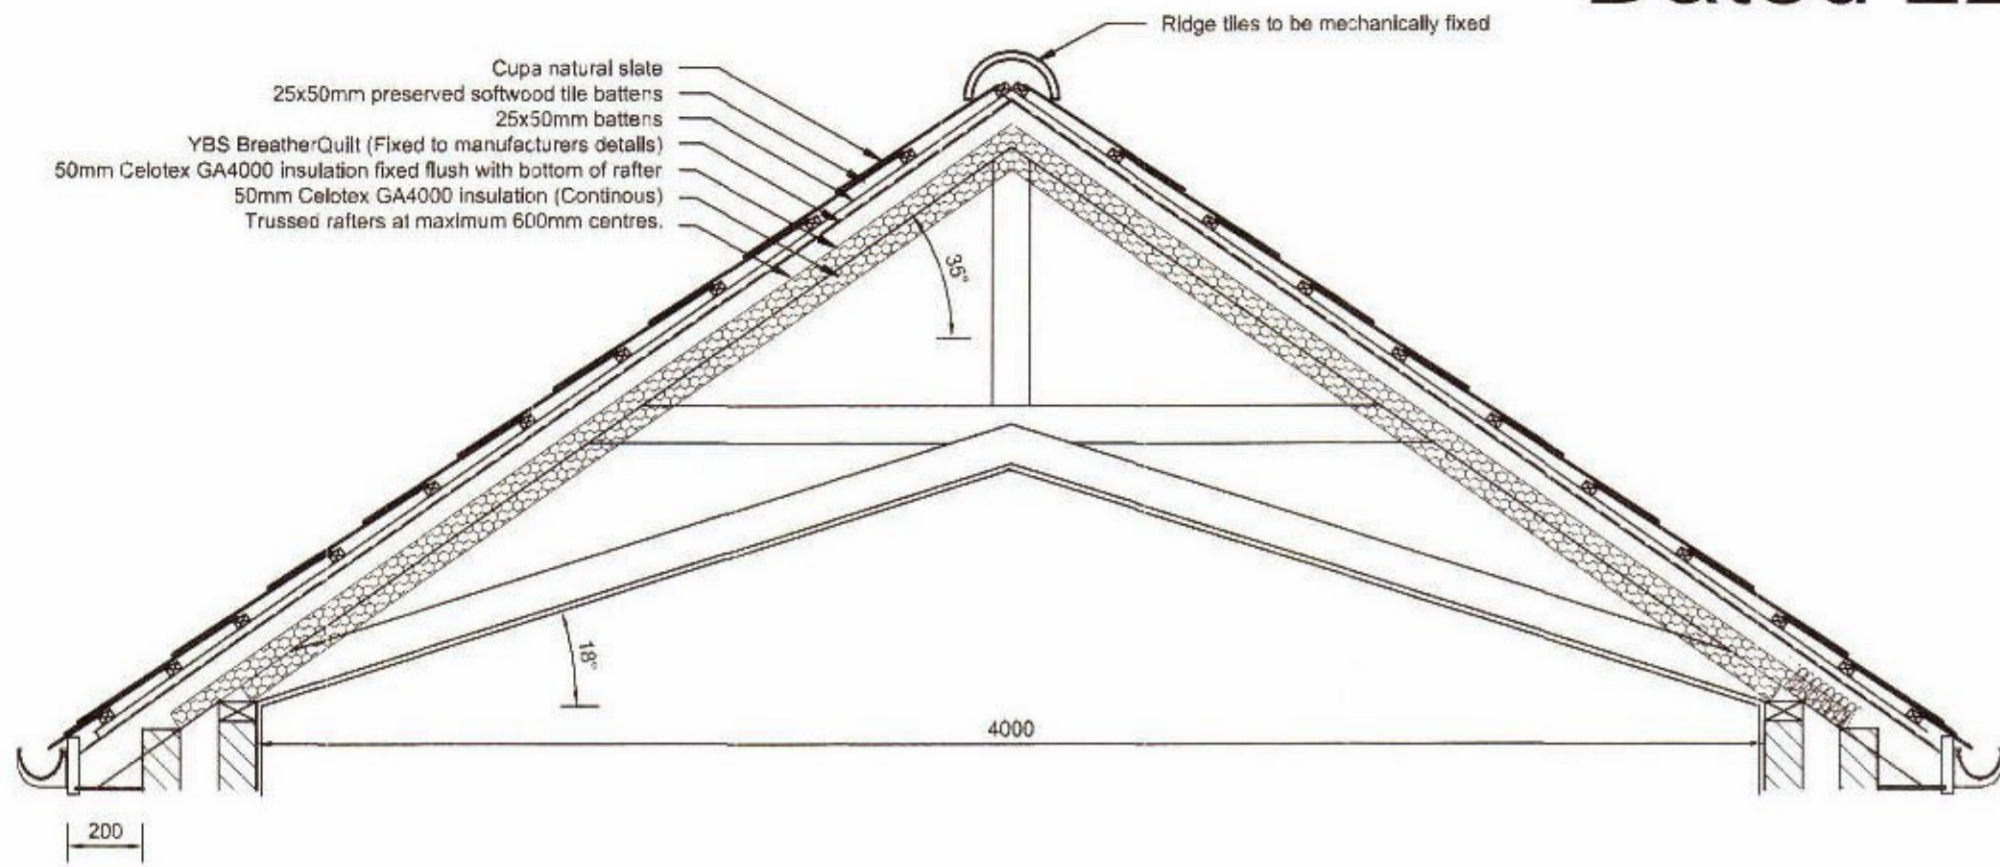 Ridge tiles to be mechanically fixed
Cupa natural slate
25x50mm preserved softwood tile battens
25x50mm battens
YBS BreatherQuilt (Fixed to manufacturers details)
50mm Celotex GA4000 insulation fixed flush with bottom of rafter
50mm Celotex GA4000 insulation (Continous)
Trussed rafters at maximum 600mm centres.
35°
18°
4000
200